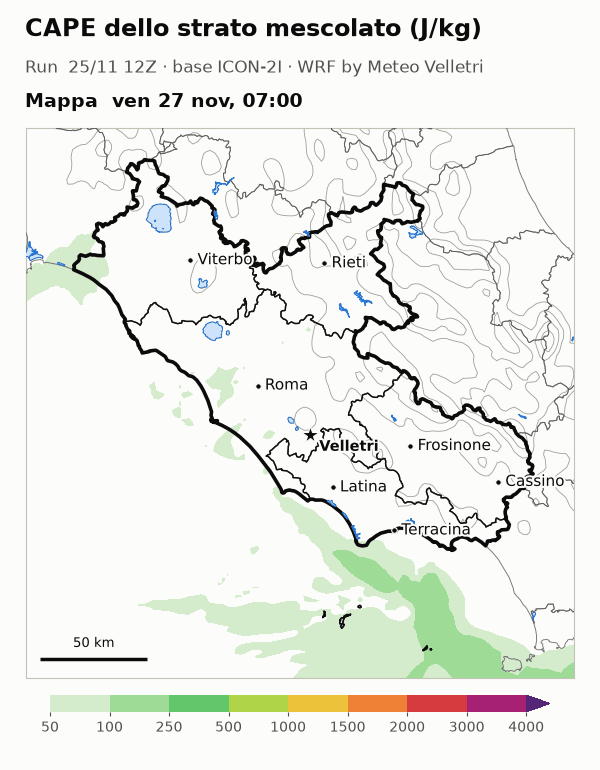 CAPE dello strato mescolato (J/kg)
Run  25/11 12Z · base ICON-2I · WRF by Meteo Velletri
Mappa  ven 27 nov, 07:00
Viterbo
Rieti
Roma
Velletri
Frosinone
Cassino
Latina
Terracina
50 km
50 100 250 500 1000 1500 2000 3000 4000